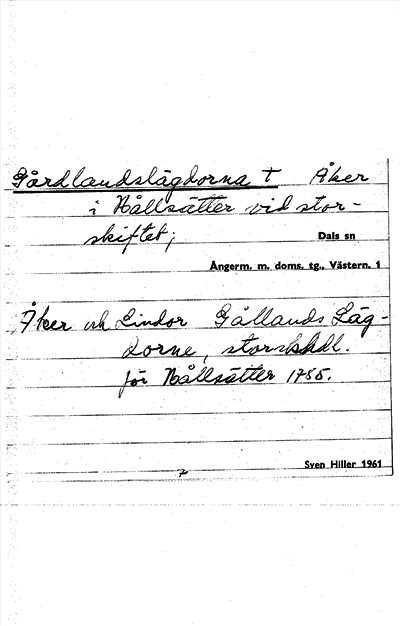 Gårdlandslägdorna † Åker
i Hållsätter vid stor-
skiftet;
Dals sn
Ångerm. m. doms. tg., Västern. 1
Åker och Lindor Gållands Läg-
dorne, storskhdl.
för Hållsätter 1785.
Sven Hiller 1961